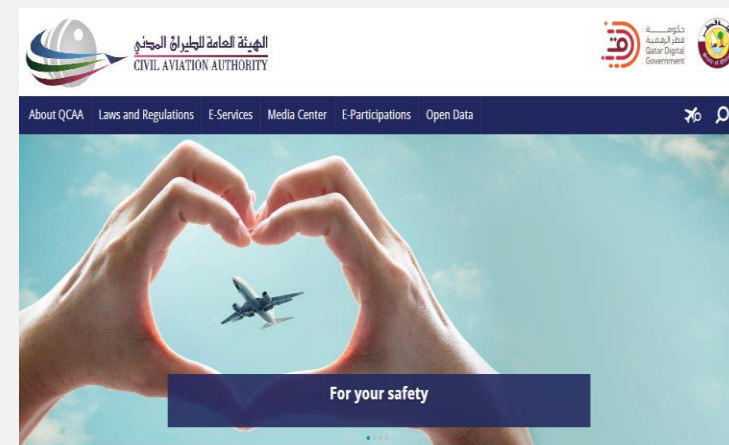 الهيئة العامة للطيران المدني
CIVIL AVIATION AUTHORITY
حكومة
قطر الرقمية
Qatar Digital
Government
About QCAA Laws and Regulations E-Services Media Center E-Participations Open Data
For your safety